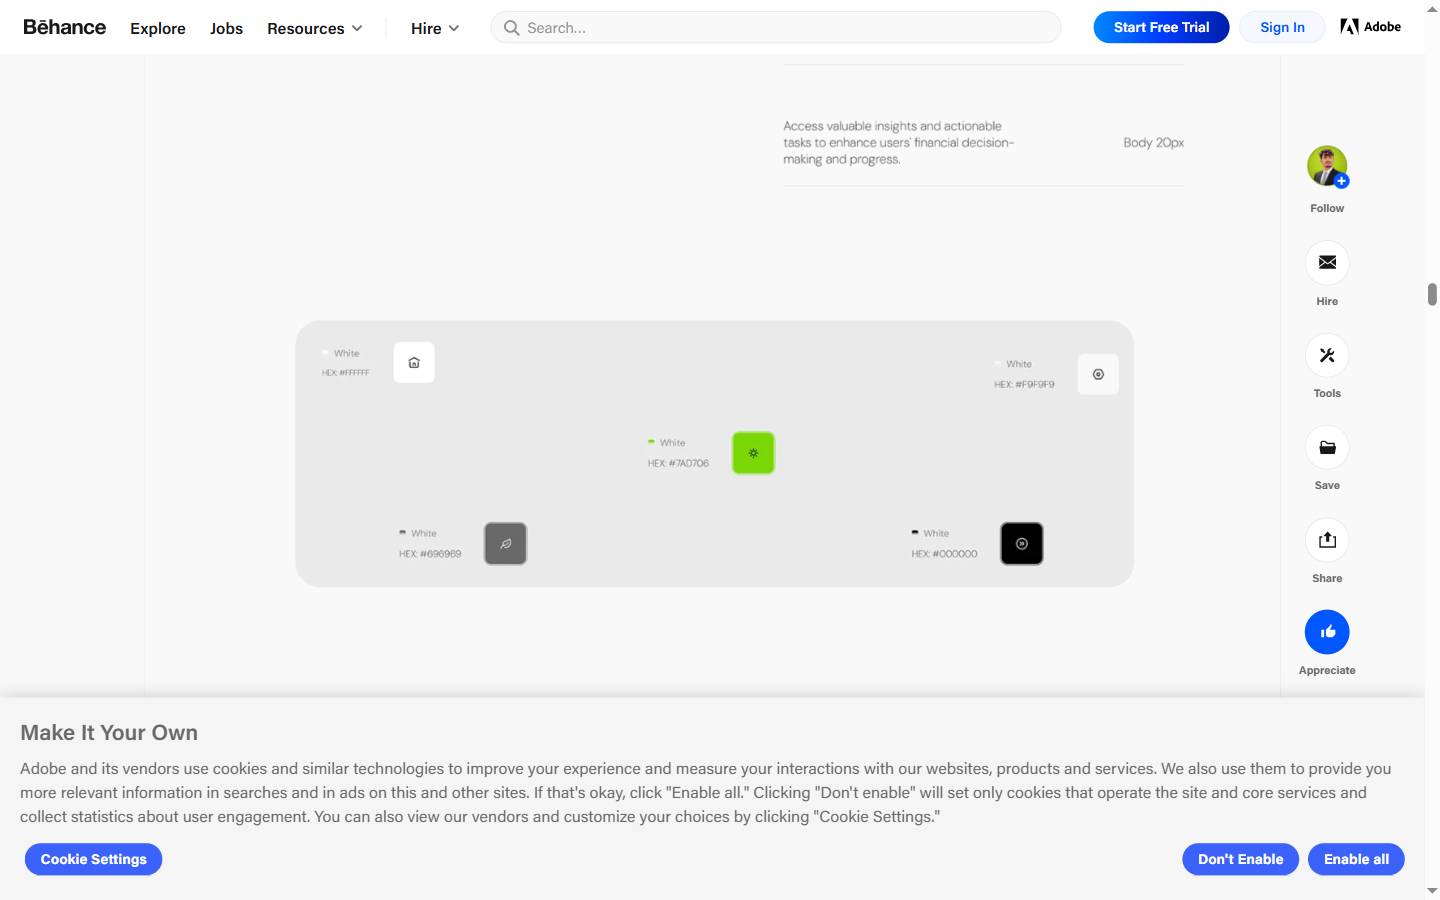 Bēhance
Explore
Jobs
Resources
Hire
Search...
Start Free Trial
Sign In
Adobe
Access valuable insights and actionable
tasks to enhance users' financial decision-
making and progress.
Body 20px
Follow
Hire
Tools
Save
Share
Appreciate
White
HEX: #FFFFFF
White
HEX: #F9F9F9
White
HEX: #7AD706
White
HEX: #696969
White
HEX: #000000
Make It Your Own
Adobe and its vendors use cookies and similar technologies to improve your experience and measure your interactions with our websites, products and services. We also use them to provide you
more relevant information in searches and in ads on this and other sites. If that's okay, click "Enable all." Clicking "Don't enable" will set only cookies that operate the site and core services and
collect statistics about user engagement. You can also view our vendors and customize your choices by clicking "Cookie Settings."
Cookie Settings
Don't Enable
Enable all